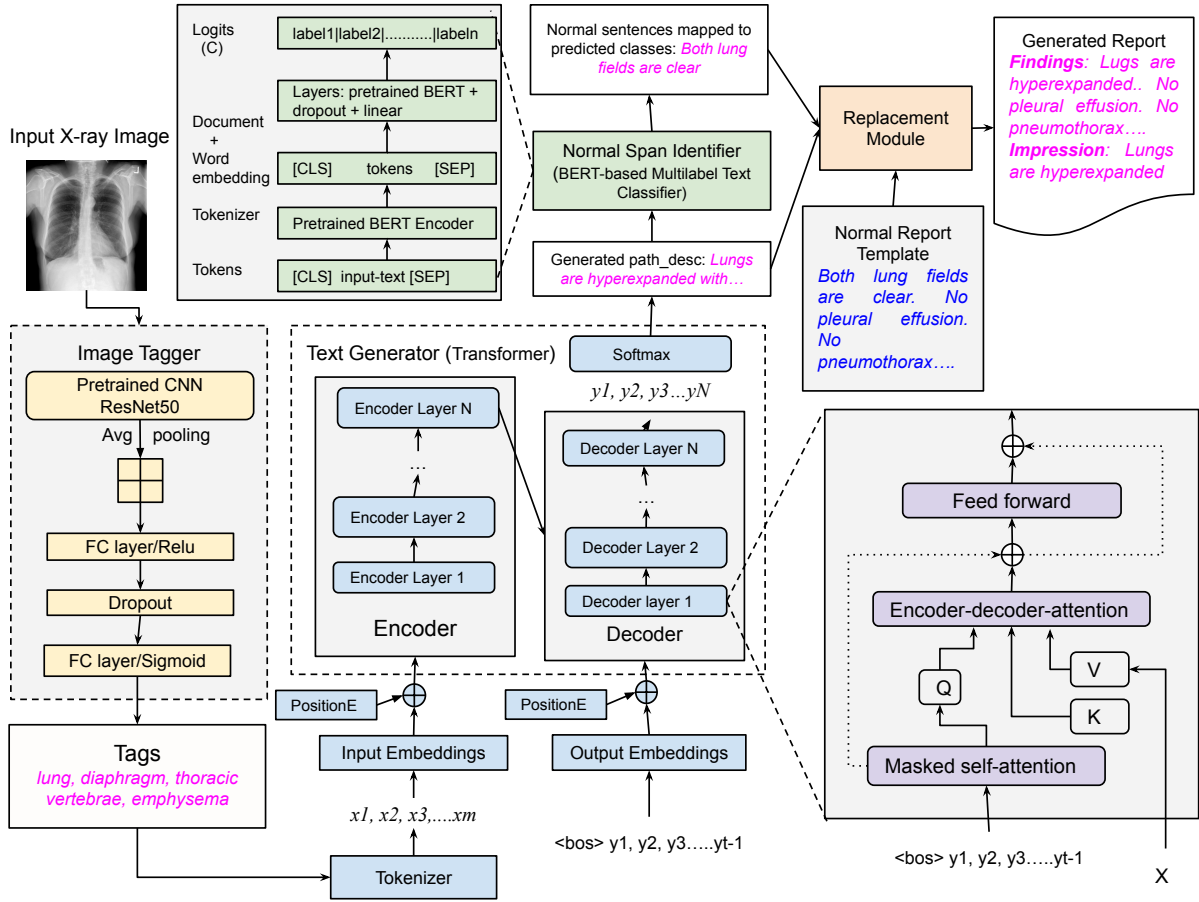 Logits
(C)
label1|label2|...........|labeln
Layers: pretrained BERT +
dropout + linear
Document
+
Word
embedding
[CLS] tokens [SEP]
Tokenizer
Pretrained BERT Encoder
Tokens
[CLS] input-text [SEP]
Input X-ray Image
Normal sentences mapped to
predicted classes: Both lung
fields are clear
Normal Span Identifier
(BERT-based Multilabel Text
Classifier)
Generated path_desc: Lungs
are hyperexpanded with…
Replacement
Module
Generated Report
Findings: Lugs are
hyperexpanded.. No
pleural effusion. No
pneumothorax….
Impression: Lungs
are hyperexpanded
Normal Report
Template
Both lung fields
are clear. No
pleural effusion.
No
pneumothorax….
Image Tagger
Pretrained CNN
ResNet50
Avg pooling
FC layer/Relu
Dropout
FC layer/Sigmoid
Tags
lung, diaphragm, thoracic
vertebrae, emphysema
Text Generator (Transformer)
Softmax
y1, y2, y3…yN
Encoder Layer N
...
Encoder Layer 2
Encoder Layer 1
Encoder
Decoder Layer N
...
Decoder Layer 2
Decoder layer 1
Decoder
PositionE
PositionE
Input Embeddings
Output Embeddings
x1, x2, x3,....xm
<bos> y1, y2, y3…..yt-1
Tokenizer
Feed forward
Encoder-decoder-attention
Q
V
K
Masked self-attention
<bos> y1, y2, y3…..yt-1
X